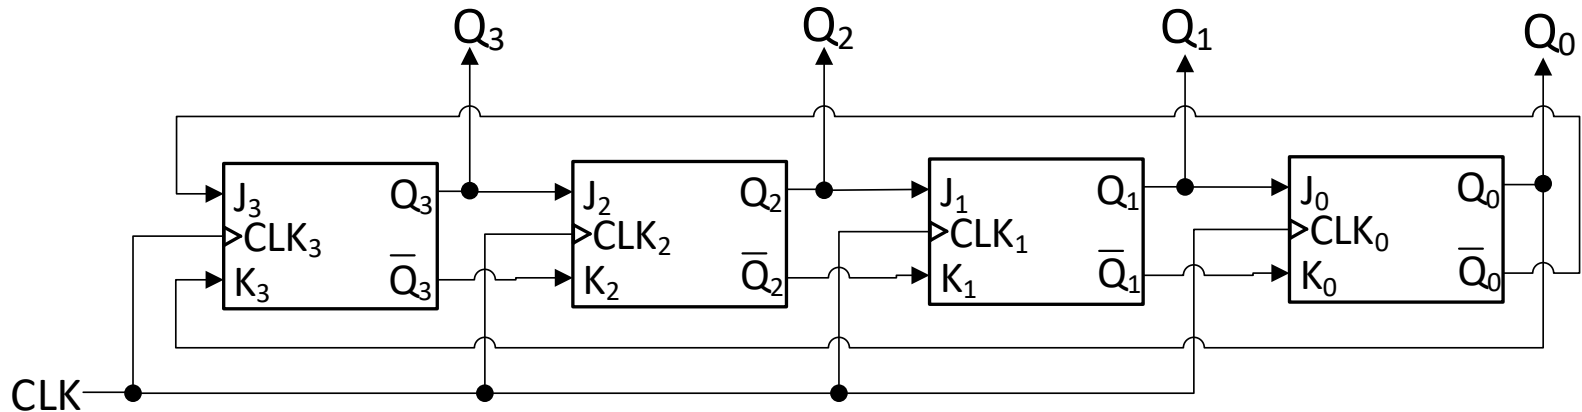 Q₃ Q₂ Q₁ Q₀
J₃ Q₃ J₂ Q₂ J₁ Q₁ J₀ Q₀
CLK₃ CLK₂ CLK₁ CLK₀
K₃ Q̅₃ K₂ Q̅₂ K₁ Q̅₁ K₀ Q̅₀
CLK